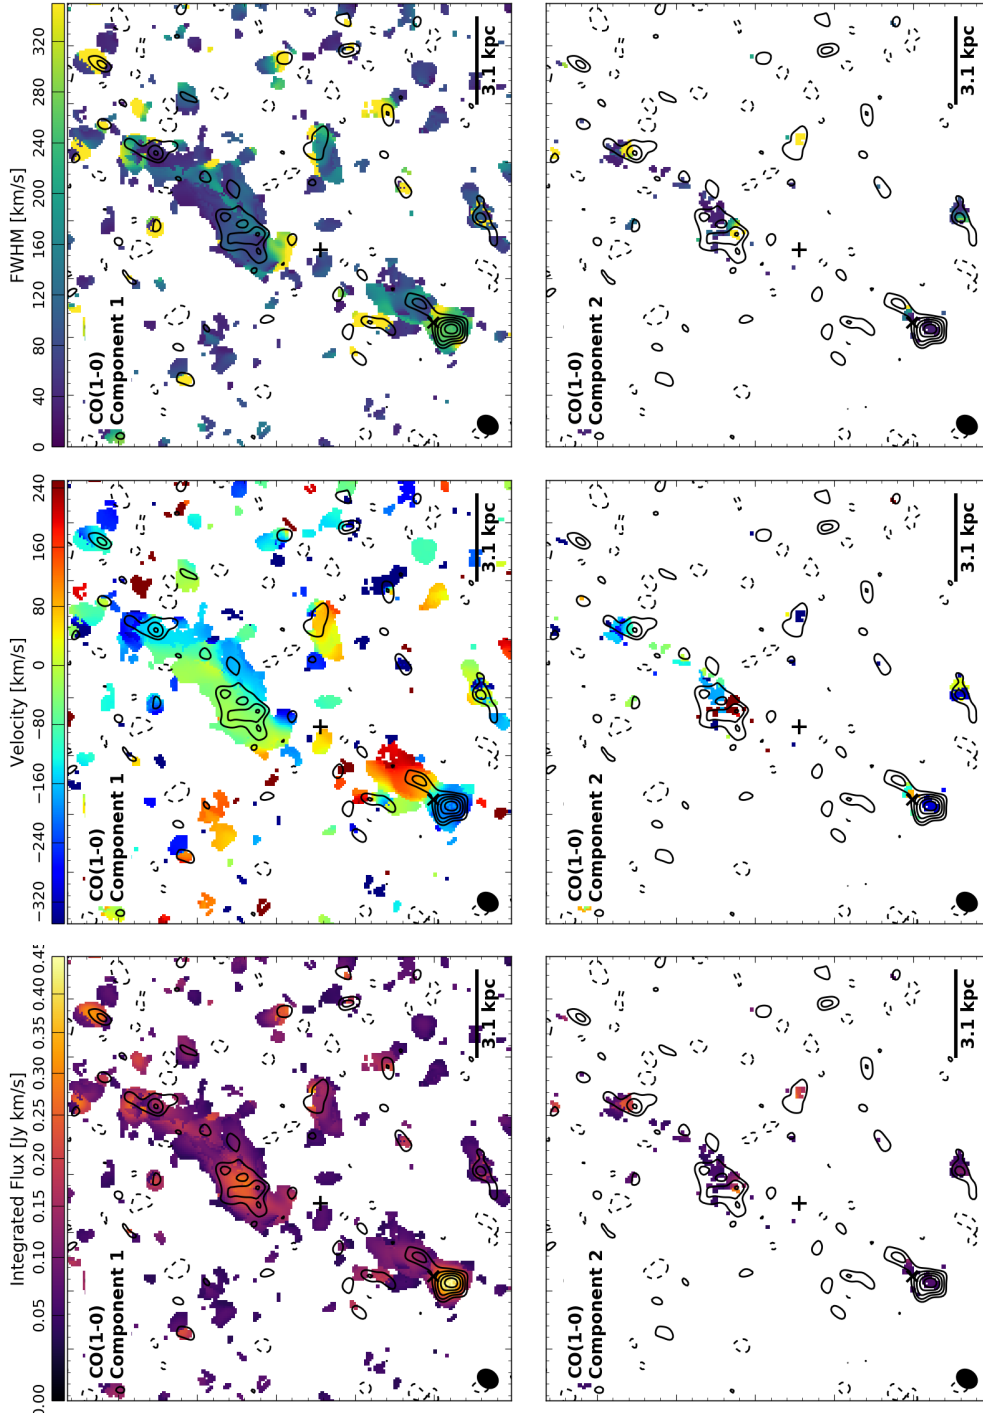 Integrated Flux [Jy km/s]
0.00 0.05 0.10 0.15 0.20 0.25 0.30 0.35 0.40 0.45
CO(1-0)
Component 1
3.1 kpc
Velocity [km/s]
−320 −240 −160 −80 0 80 160 240
CO(1-0)
Component 1
3.1 kpc
FWHM [km/s]
0 40 80 120 160 200 240 280 320
CO(1-0)
Component 1
3.1 kpc
CO(1-0)
Component 2
3.1 kpc
CO(1-0)
Component 2
3.1 kpc
CO(1-0)
Component 2
3.1 kpc